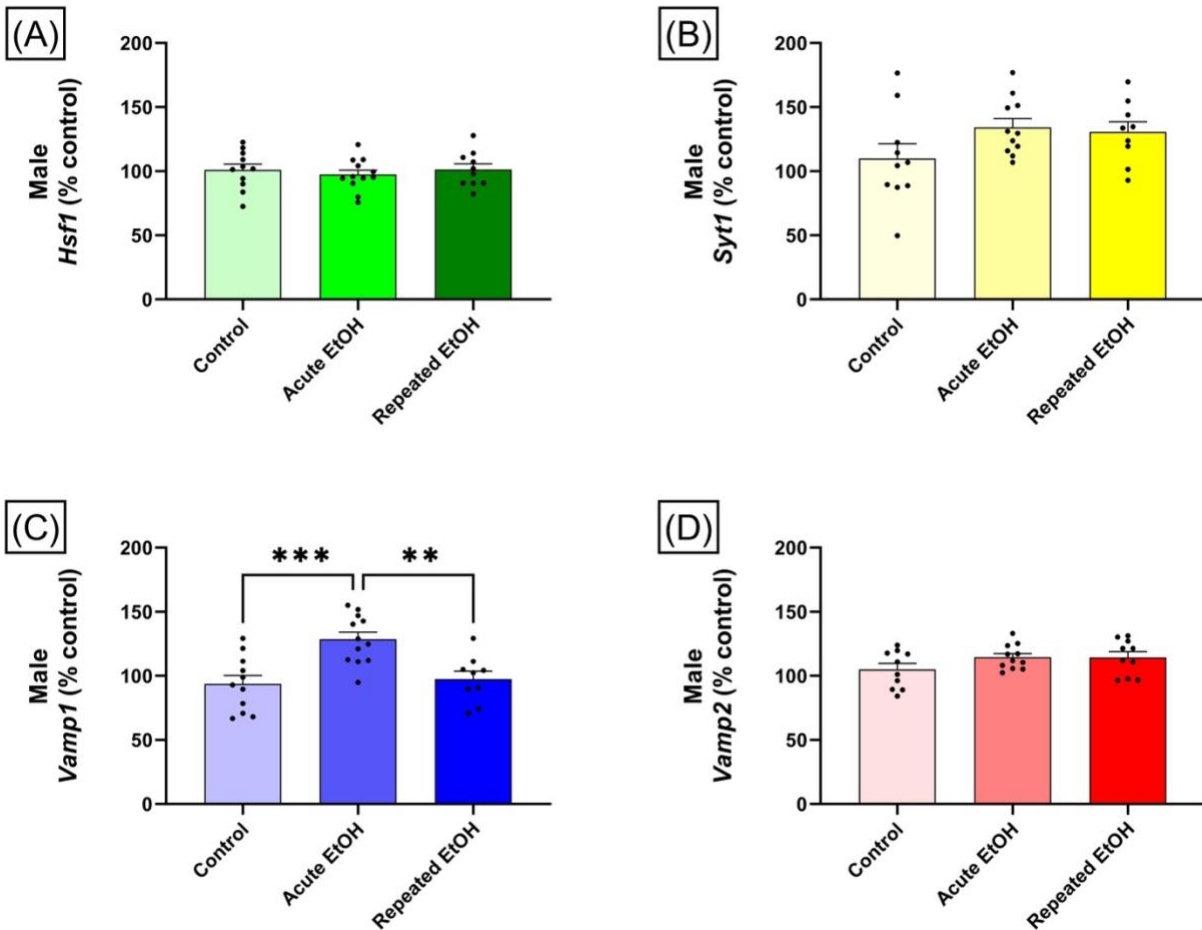 (A)
Male
Hsf1 (% control)
200
150
100
50
0
Control
Acute EtOH
Repeated EtOH
(B)
Male
Syt1 (% control)
200
150
100
50
0
Control
Acute EtOH
Repeated EtOH
(C)
Male
Vamp1 (% control)
200
150
100
50
0
***
**
Control
Acute EtOH
Repeated EtOH
(D)
Male
Vamp2 (% control)
200
150
100
50
0
Control
Acute EtOH
Repeated EtOH